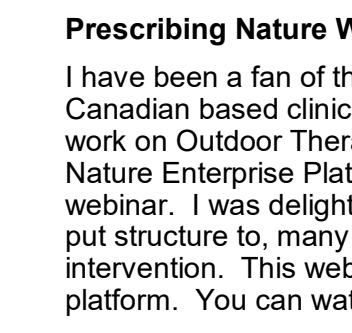 Prescribing Nature
I have been a fan of
Canadian based clinic
work on Outdoor
Nature Enterprise
webinar.  I was
put structure to, many
intervention.  This
platform.  You can